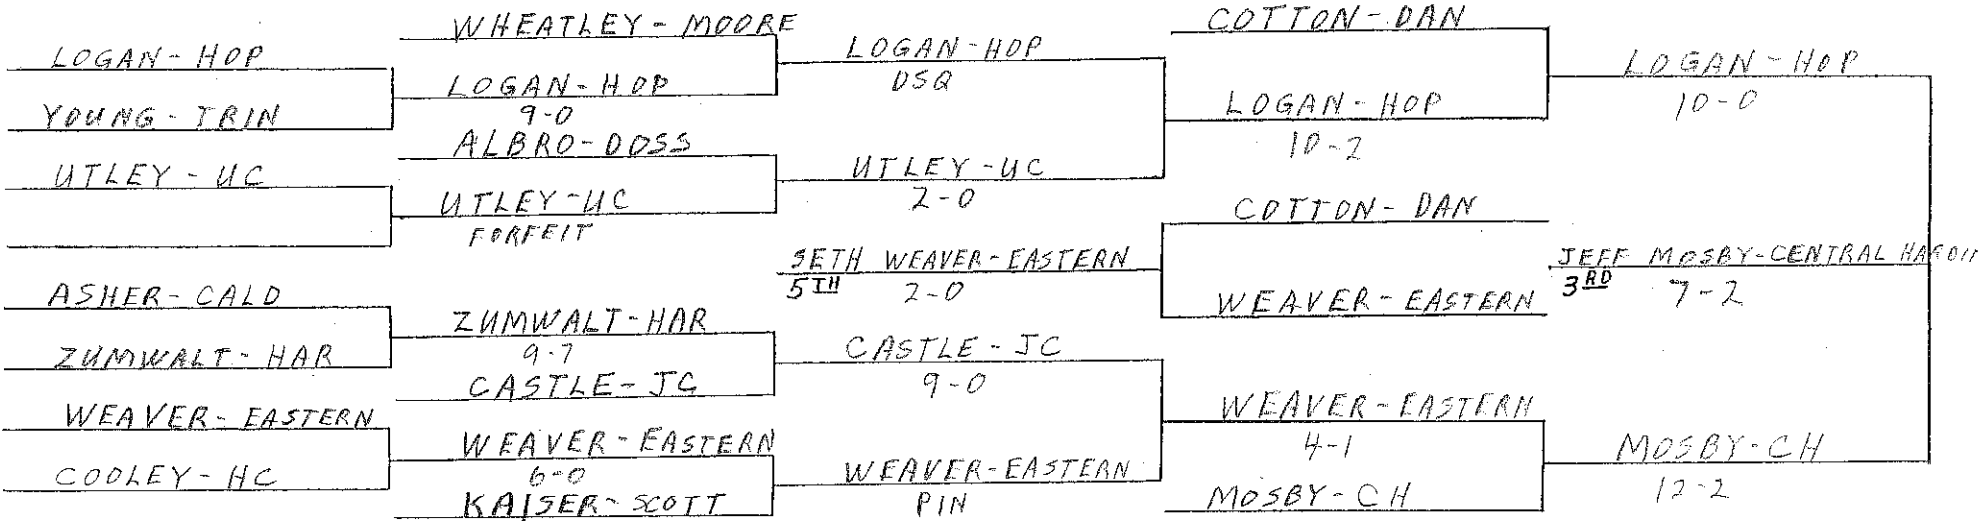 LOGAN-HOP
YOUNG-TRIN
UTLEY-UC
ASHER-CALD
ZUMWALT-HAR
WEAVER-EASTERN
COOLEY-HC
WHEATLEY-MOORE
LOGAN-HOP
9-0
ALBRO-DOSS
UTLEY-UC
FORFEIT
ZUMWALT-HAR
9-7
CASTLE-JC
WEAVER-EASTERN
6-0
KAISER-SCOTT
LOGAN-HOP
DSQ
UTLEY-UC
2-0
SETH WEAVER-EASTERN
5TH 2-0
CASTLE-JC
9-0
WEAVER-EASTERN
PIN
COTTON-DAN
LOGAN-HOP
10-2
COTTON-DAN
WEAVER-EASTERN
WEAVER-EASTERN
4-1
MOSBY-CH
LOGAN-HOP
10-0
JEFF MOSBY-CENTRAL HARDIN
3RD 7-2
MOSBY-CH
12-2